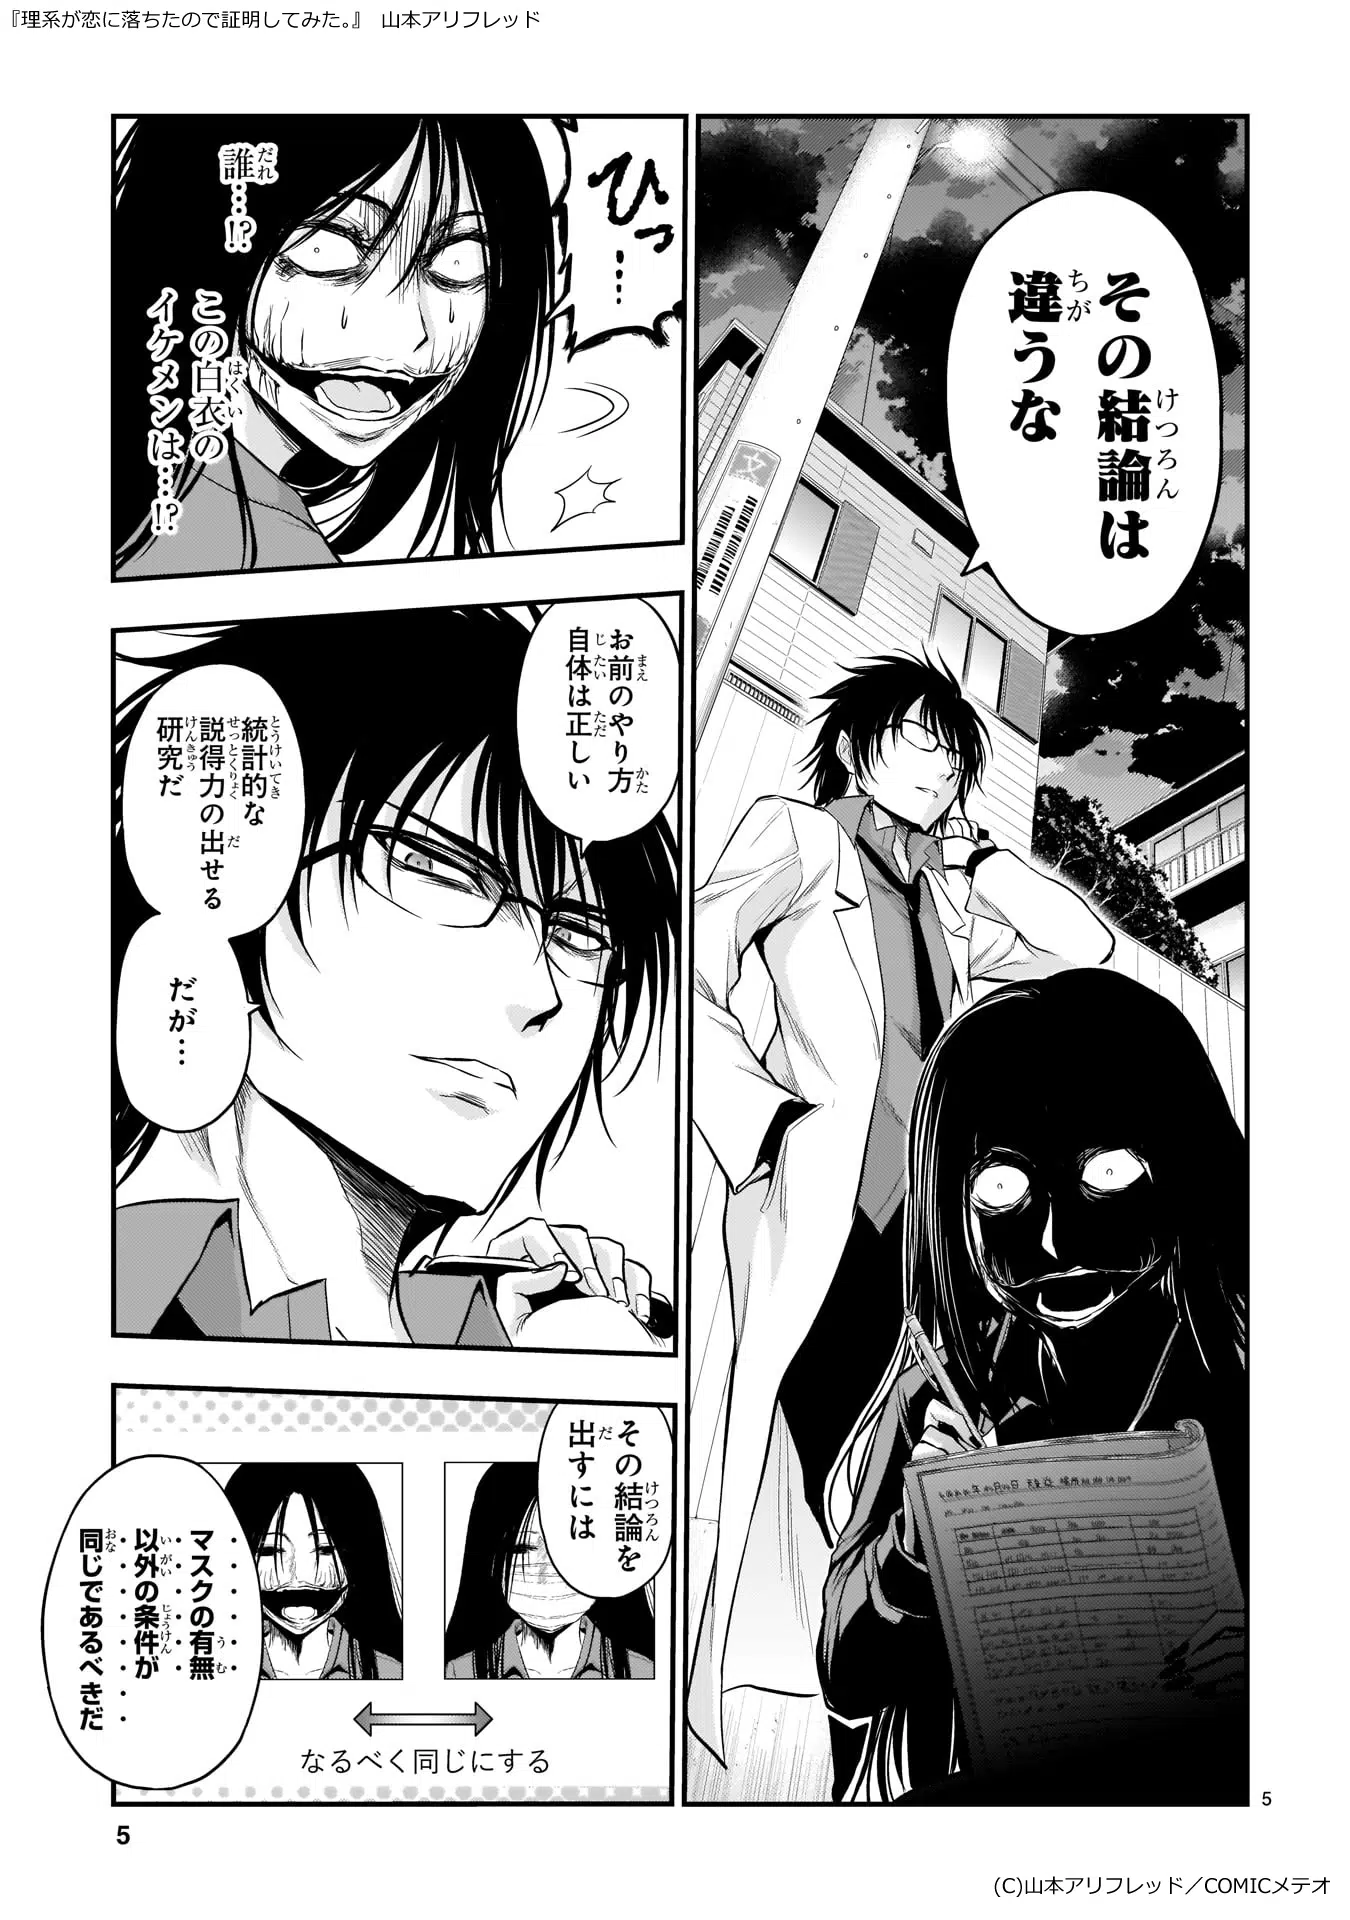 『理系が恋に落ちたので証明してみた。』 山本アリフレッド
その結論は
違うな
文
ひっ
……
誰……!?
この白衣の
イケメンは……!?
お前のやり方
自体は正しい
統計的な
説得力の出せる
研究だ
だが…
その結論を
出すには
マスクの有無
以外の条件が
同じであるべきだ
なるべく同じにする
5
5
(C)山本アリフレッド／COMICメテオ